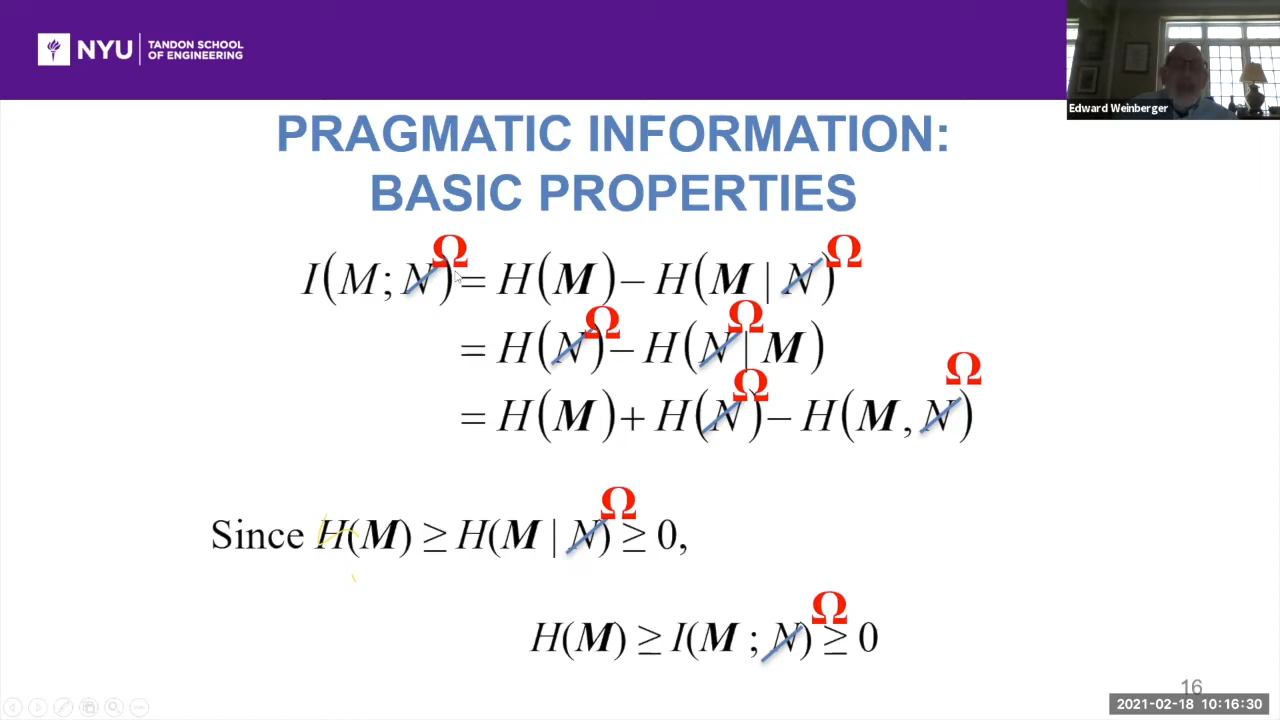 NYU | TANDON SCHOOL
OF ENGINEERING
Edward Weinberger
PRAGMATIC INFORMATION:
BASIC PROPERTIES
Ω Ω
I(M; N) = H(M) – H(M | N)
Ω Ω
= H(N) – H(N | M)
Ω Ω
= H(M) + H(N) – H(M, N)
Ω
Since H(M) ≥ H(M | N) ≥ 0,
Ω
H(M) ≥ I(M ; N) ≥ 0
16
2021-02-18 10:16:30